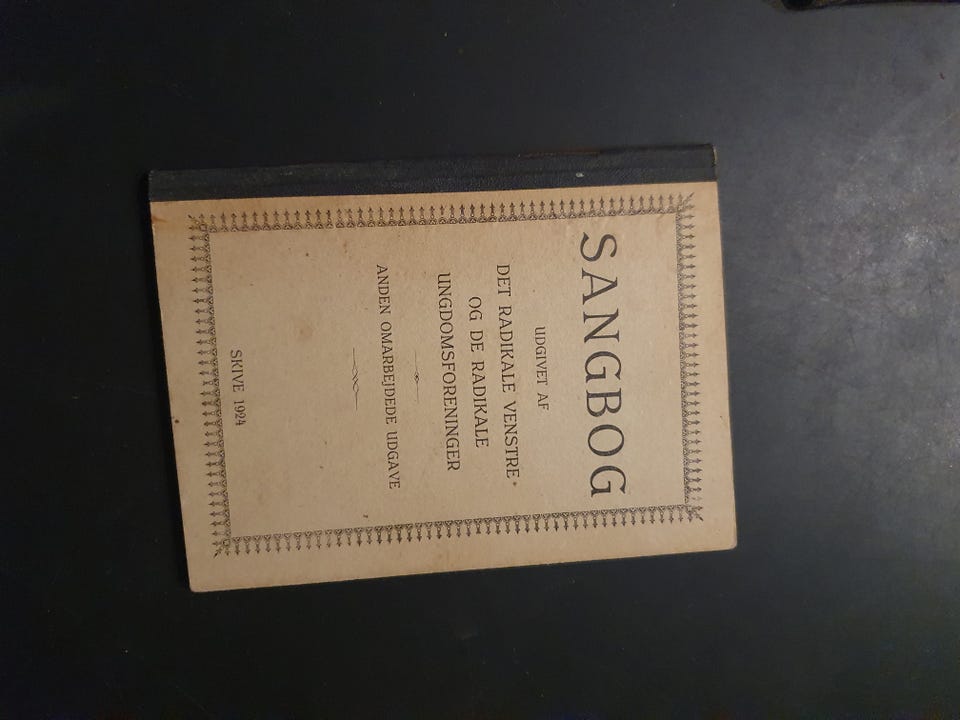 SANGBOG
UDGIVET AF
DET RADIKALE VENSTRE
OG DE RADIKALE
UNGDOMSFORENINGER
ANDEN OMARBEJDEDE UDGAVE
SKIVE 1924